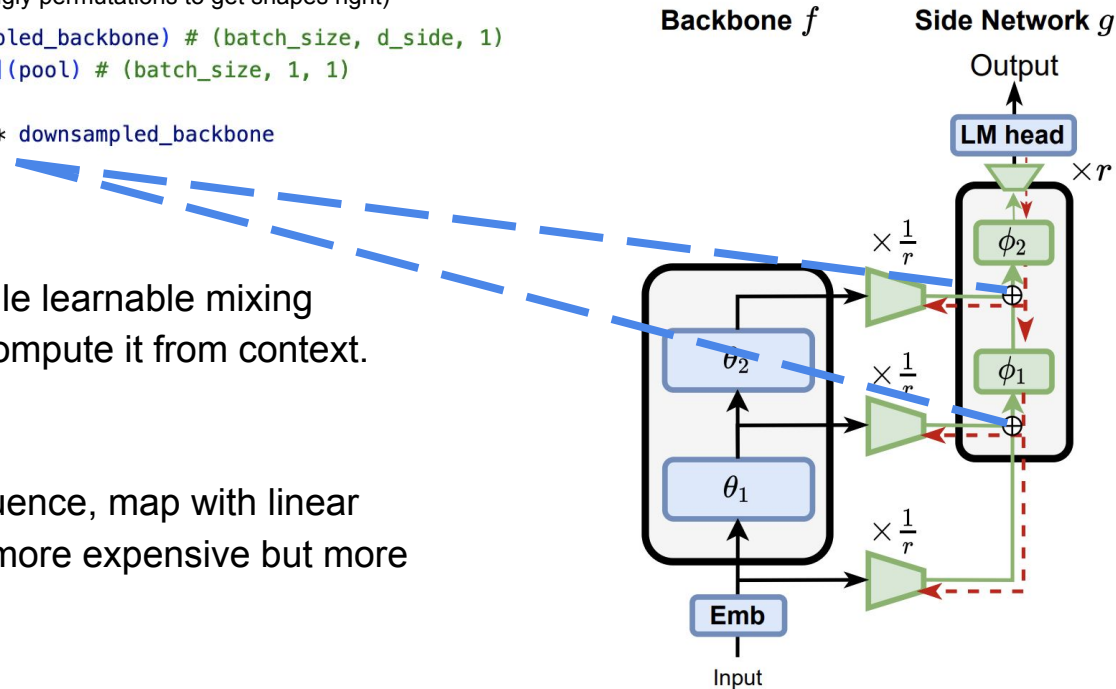 ngly permutations to get shapes right)
pled_backbone) # (batch_size, d_side, 1)
](pool) # (batch_size, 1, 1)
* downsampled_backbone
le learnable mixing
ompute it from context.
uence, map with linear
more expensive but more
Backbone f
Side Network g
Output
LM head
×r
ϕ₂
× 1/r
⊕
θ₂
× 1/r
ϕ₁
⊕
θ₁
× 1/r
Emb
Input